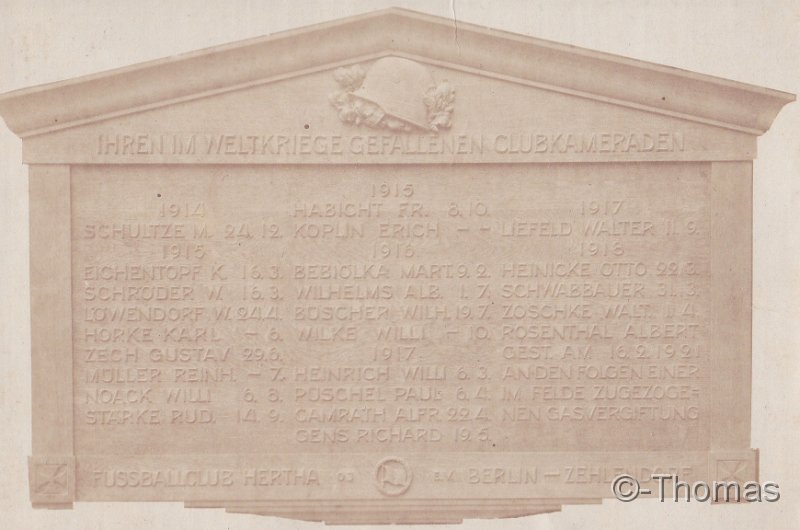 IHREN IM WELTKRIEGE GEFALLENEN CLUBKAMERADEN
1914
SCHULTZE M. 24.12.
1915
EICHENTOPF K. 16.3.
SCHRÖDER W. 16.3.
LÖWENDORF W. 24.4.
HORKE KARL – 6.
ZECH GUSTAV 29.6.
MÜLLER REINH. – 7.
NOACK WILLI 6.8.
STÄRKE RUD. 14.9.
1915
HABICHT FR. 8.10.
KOPLIN ERICH – –
1916
BEBIOLKA MART. 9.2.
WILHELMS ALB. 1.7.
BÜSCHER WILH. 19.7.
WILKE WILLI – 10.
1917
HEINRICH WILLI 6.3.
PÜSCHEL PAUL 6.4.
GAMRATH ALFR. 22.4.
GENS RICHARD 19.5.
1917
LIEFELD WALTER 11.9.
1918
HEINICKE OTTO 22.3.
SCHWABBAUER 31.3.
ZOSCHKE WALT. 11.4.
ROSENTHAL ALBERT
GEST. AM 16.2.1921
AN DEN FOLGEN EINER
IM FELDE ZUGEZOGE-
NEN GASVERGIFTUNG
FUSSBALLCLUB HERTHA 03 E.V. BERLIN – ZEHLENDORF
©-Thomas